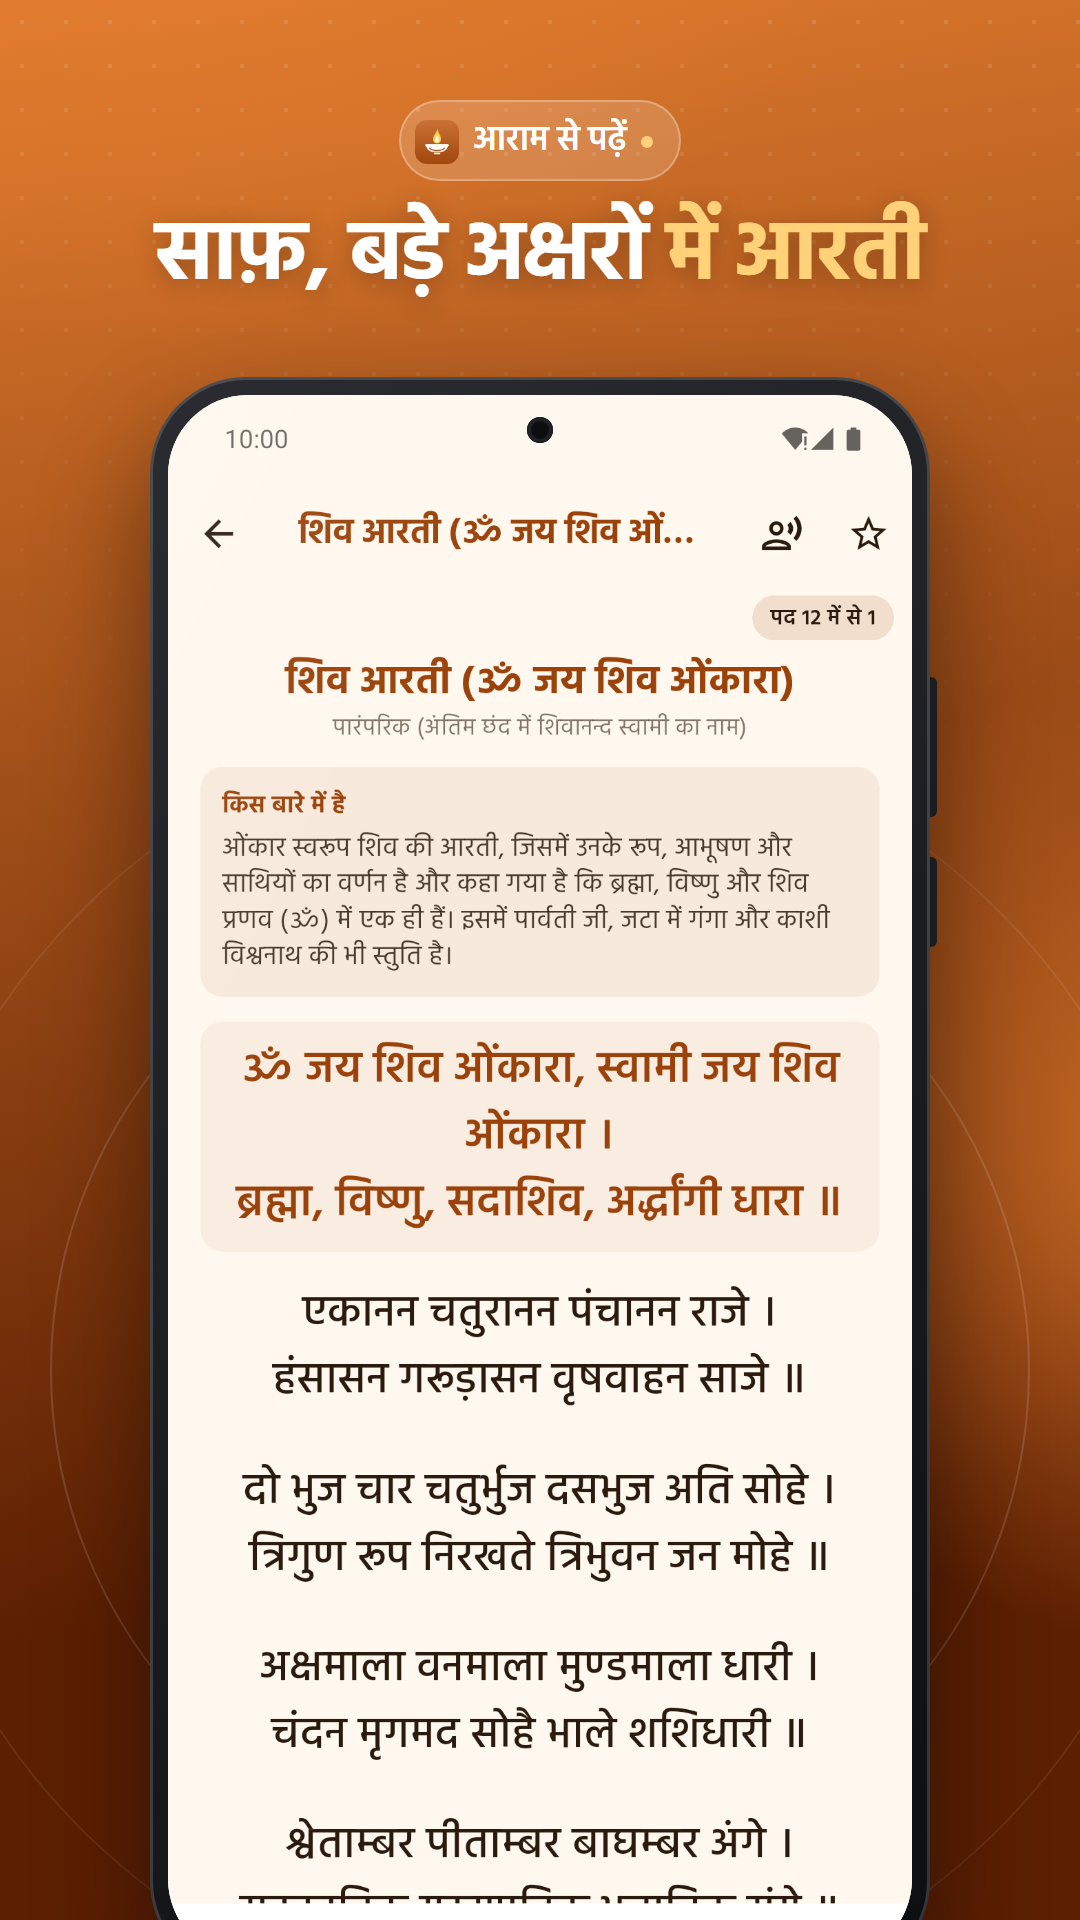 आराम से पढ़ें
साफ़, बड़े अक्षरों में आरती
10:00
शिव आरती (ॐ जय शिव ओं...
पद 12 में से 1
शिव आरती (ॐ जय शिव ओंकारा)
पारंपरिक (अंतिम छंद में शिवानन्द स्वामी का नाम)
किस बारे में है
ओंकार स्वरूप शिव की आरती, जिसमें उनके रूप, आभूषण और
साथियों का वर्णन है और कहा गया है कि ब्रह्मा, विष्णु और शिव
प्रणव (ॐ) में एक ही हैं। इसमें पार्वती जी, जटा में गंगा और काशी
विश्वनाथ की भी स्तुति है।
ॐ जय शिव ओंकारा, स्वामी जय शिव
ओंकारा ।
ब्रह्मा, विष्णु, सदाशिव, अर्द्धांगी धारा ॥
एकानन चतुरानन पंचानन राजे ।
हंसासन गरूड़ासन वृषवाहन साजे ॥
दो भुज चार चतुर्भुज दसभुज अति सोहे ।
त्रिगुण रूप निरखते त्रिभुवन जन मोहे ॥
अक्षमाला वनमाला मुण्डमाला धारी ।
चंदन मृगमद सोहै भाले शशिधारी ॥
श्वेताम्बर पीताम्बर बाघम्बर अंगे ।